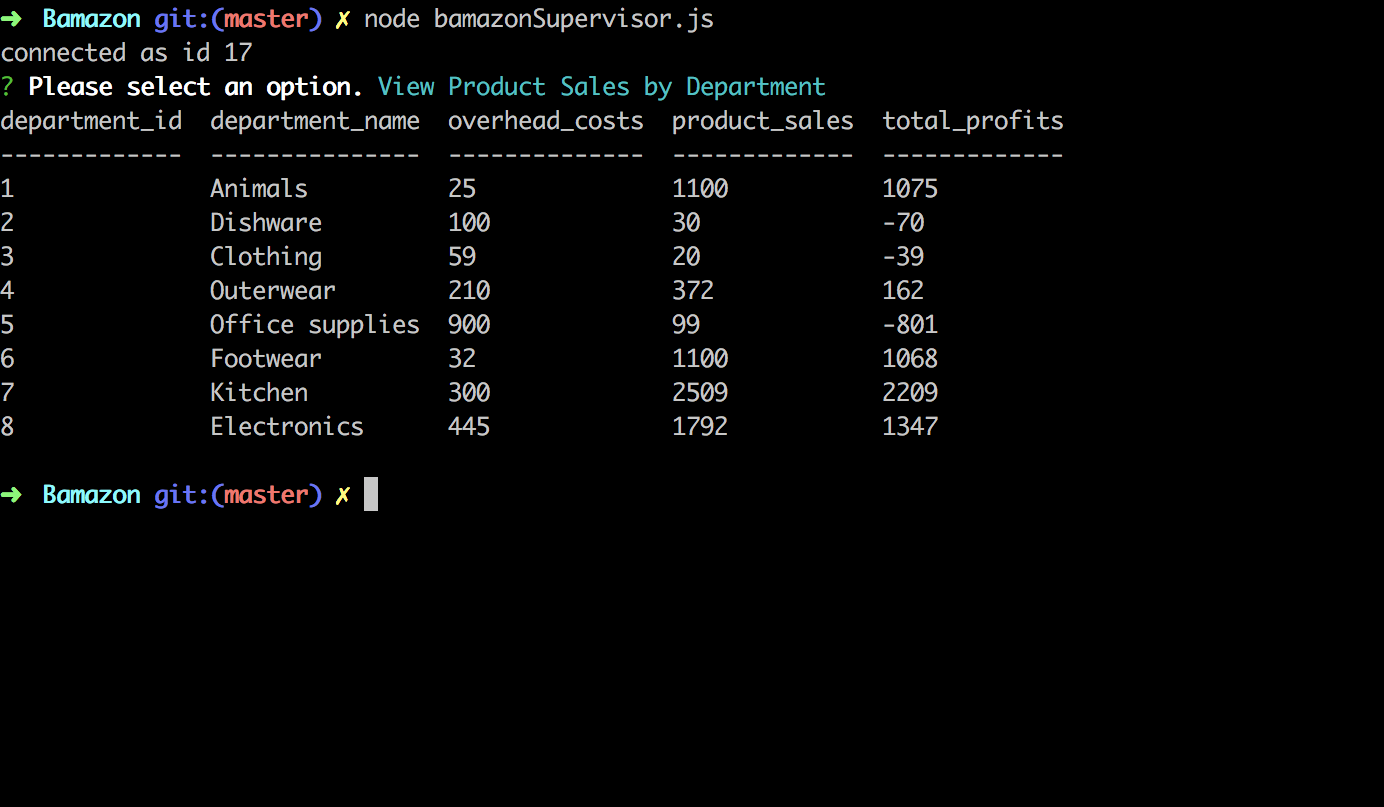 ➜  Bamazon git:(master) ✗ node bamazonSupervisor.js
connected as id 17
? Please select an option. View Product Sales by Department
department_id  department_name  overhead_costs  product_sales  total_profits
-------------  ---------------  --------------  -------------  -------------
1              Animals          25              1100           1075
2              Dishware         100             30             -70
3              Clothing         59              20             -39
4              Outerwear        210             372            162
5              Office supplies  900             99             -801
6              Footwear         32              1100           1068
7              Kitchen          300             2509           2209
8              Electronics      445             1792           1347
➜  Bamazon git:(master) ✗